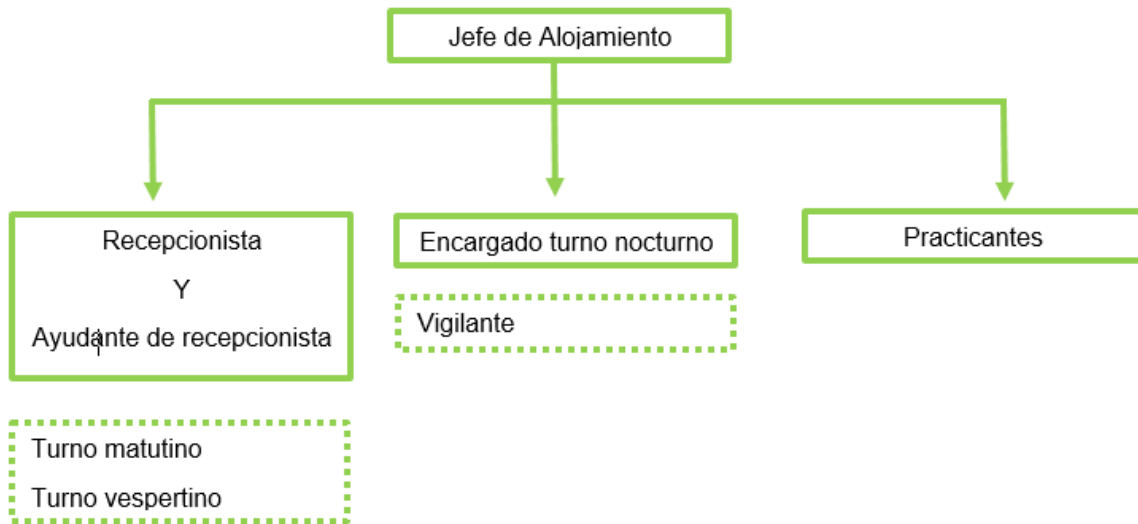 Jefe de Alojamiento
Recepcionista
Y
Ayudante de recepcionista
Turno matutino
Turno vespertino
Encargado turno nocturno
Vigilante
Practicantes